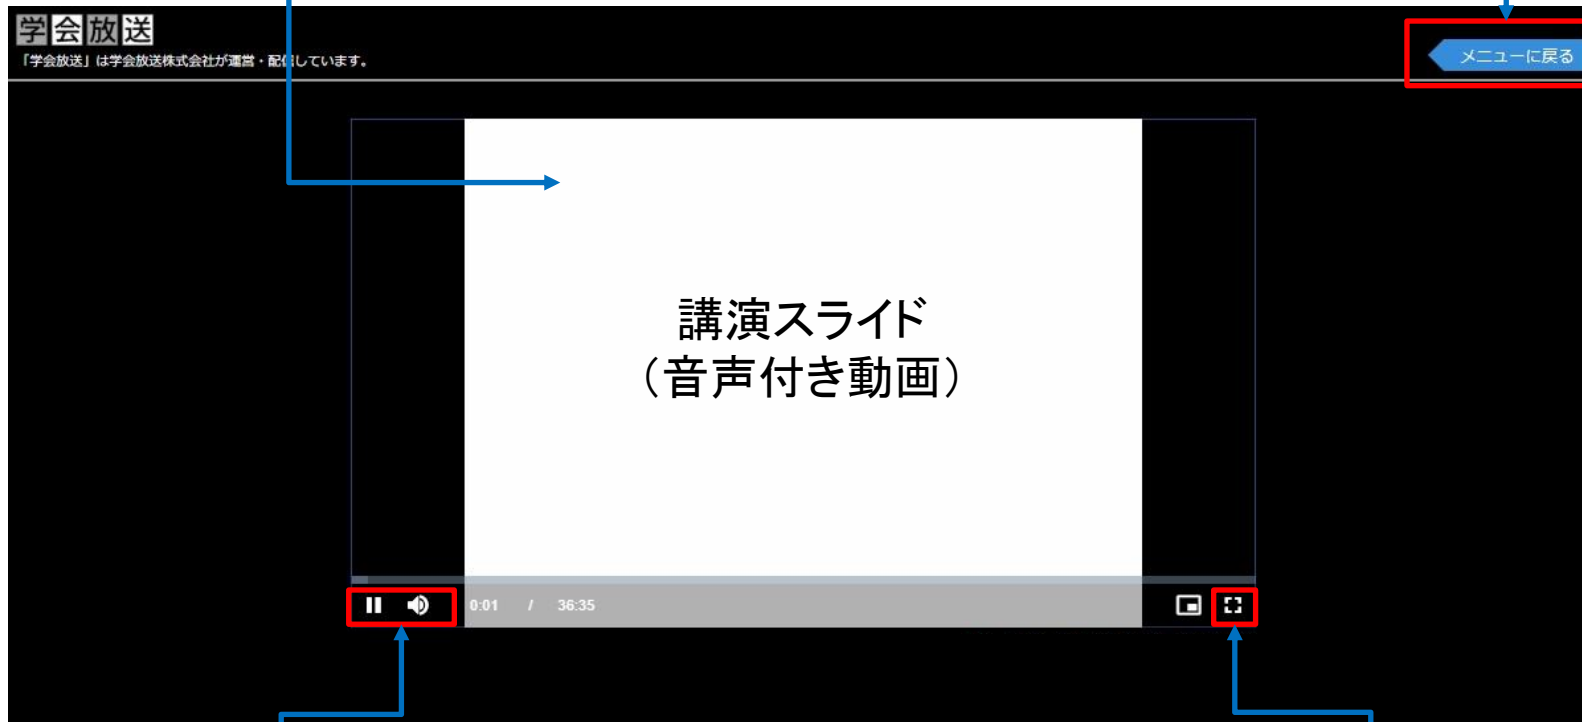 学会放送
「学会放送」は学会放送株式会社が運営・配信しています。
メニューに戻る
講演スライド
（音声付き動画）
0:01 / 36:35